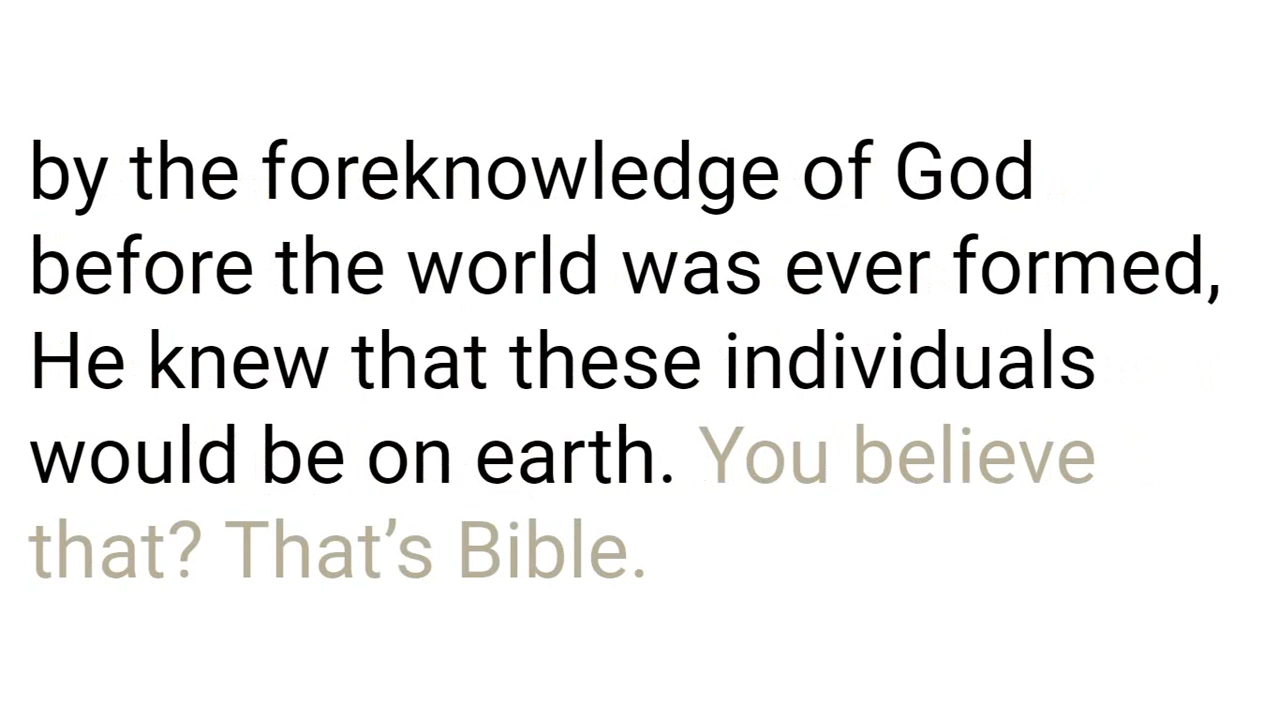 by the foreknowledge of God
before the world was ever formed,
He knew that these individuals
would be on earth. You believe
that? That’s Bible.